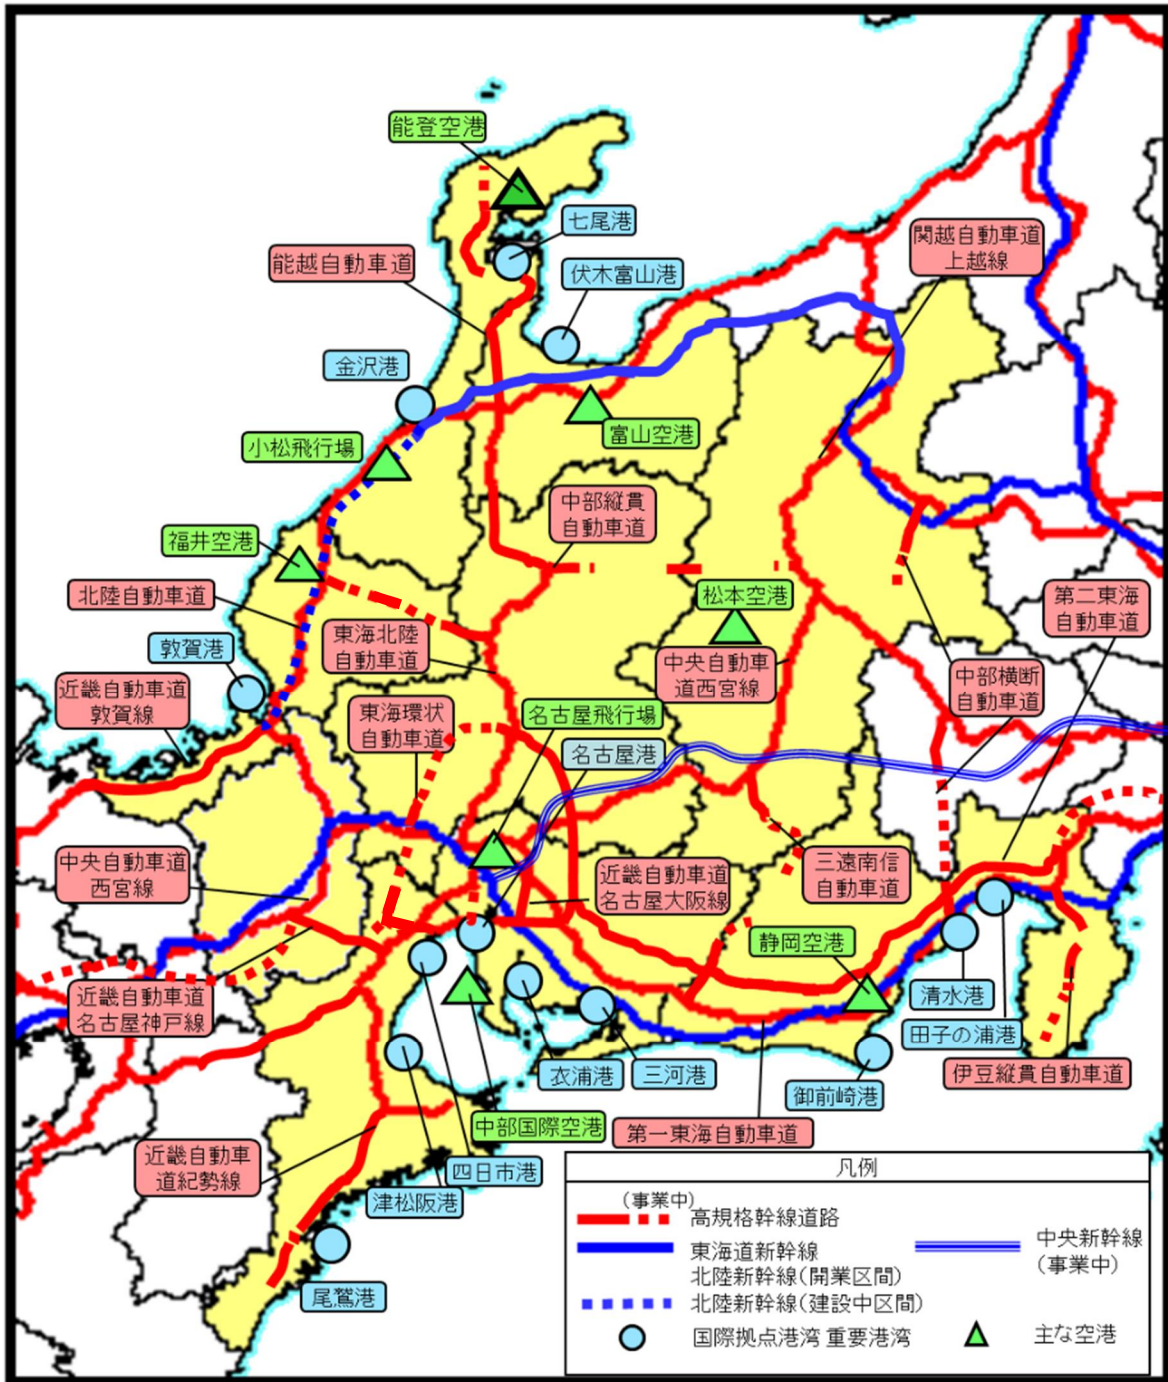 能登空港
七尾港
関越自動車道
上越線
能越自動車道
伏木富山港
金沢港
小松飛行場
富山空港
中部縦貫
自動車道
福井空港
北陸自動車道
松本空港
第二東海
自動車道
敦賀港
東海北陸
自動車道
中央自動車
道西宮線
中部横断
自動車道
近畿自動車道
敦賀線
東海環状
自動車道
名古屋飛行場
名古屋港
中央自動車道
西宮線
近畿自動車道
名古屋大阪線
三遠南信
自動車道
静岡空港
近畿自動車道
名古屋神戸線
清水港
田子の浦港
衣浦港
三河港
御前崎港
伊豆縦貫自動車道
中部国際空港
第一東海自動車道
近畿自動車
道紀勢線
四日市港
津松阪港
尾鷲港
凡例
(事業中)
高規格幹線道路
東海道新幹線
北陸新幹線(開業区間)
中央新幹線
(事業中)
北陸新幹線(建設中区間)
国際拠点港湾 重要港湾
主な空港